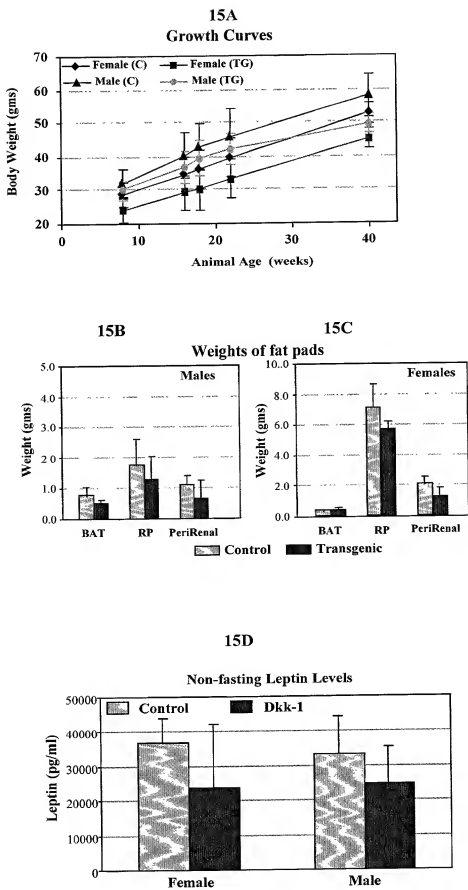 15A
Growth Curves
Female (C) Female (TG)
Male (C) Male (TG)
Body Weight (gms)
70
60
50
40
30
20
0 10 20 30 40
Animal Age (weeks)
15B 15C
Weights of fat pads
Males
Weight (gms)
5.0
4.0
3.0
2.0
1.0
0.0
BAT RP PeriRenal
Females
Weight (gms)
10.0
8.0
6.0
4.0
2.0
0.0
BAT RP PeriRenal
Control Transgenic
15D
Non-fasting Leptin Levels
Control Dkk-1
Leptin (pg/ml)
50000
40000
30000
20000
10000
0
Female Male